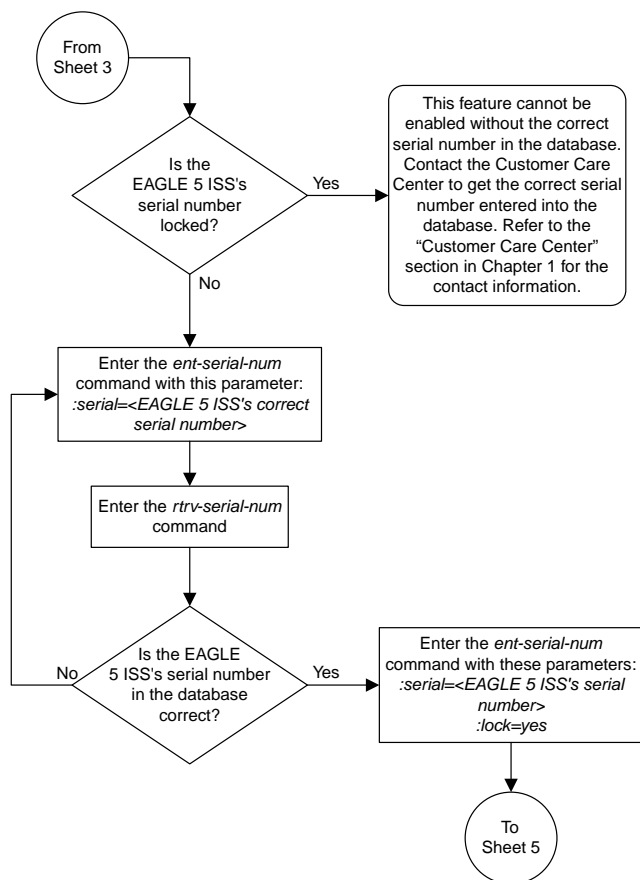 From
Sheet 3
Is the
EAGLE 5 ISS's
serial number
locked?
Yes
This feature cannot be
enabled without the correct
serial number in the database.
Contact the Customer Care
Center to get the correct serial
number entered into the
database. Refer to the
“Customer Care Center”
section in Chapter 1 for the
contact information.
No
Enter the ent-serial-num
command with this parameter:
:serial=<EAGLE 5 ISS's correct
serial number>
Enter the rtrv-serial-num
command
Is the EAGLE
5 ISS's serial number
in the database
correct?
No
Yes
Enter the ent-serial-num
command with these parameters:
:serial=<EAGLE 5 ISS's serial
number>
:lock=yes
To
Sheet 5